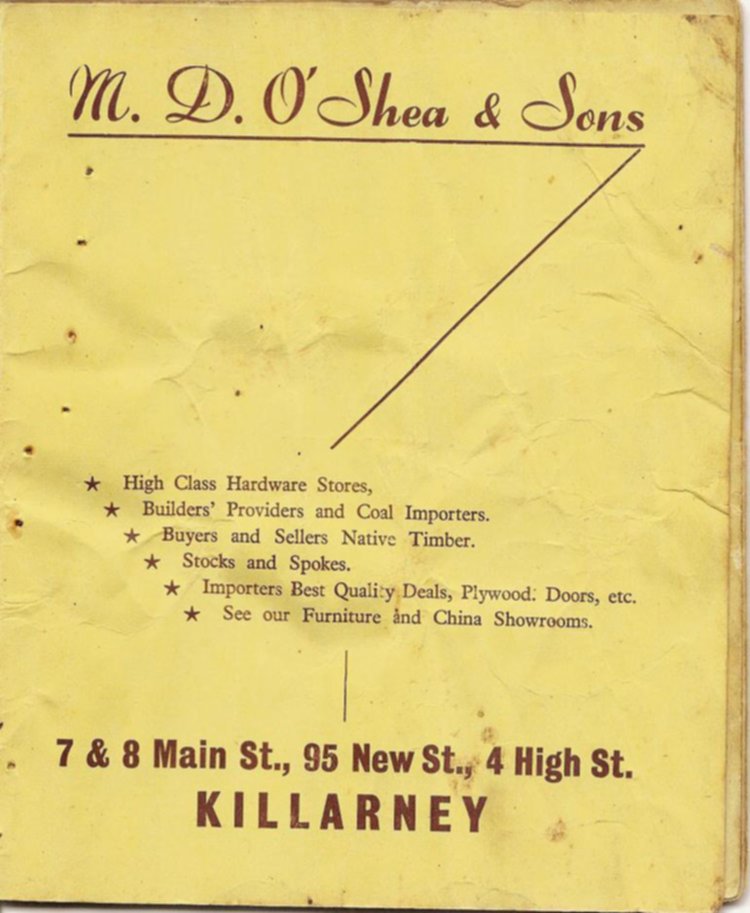 M. D. O'Shea & Sons
★ High Class Hardware Stores,
★ Builders' Providers and Coal Importers.
★ Buyers and Sellers Native Timber.
★ Stocks and Spokes.
★ Importers Best Quality Deals, Plywood. Doors, etc.
★ See our Furniture and China Showrooms.
7 & 8 Main St., 95 New St., 4 High St.
KILLARNEY